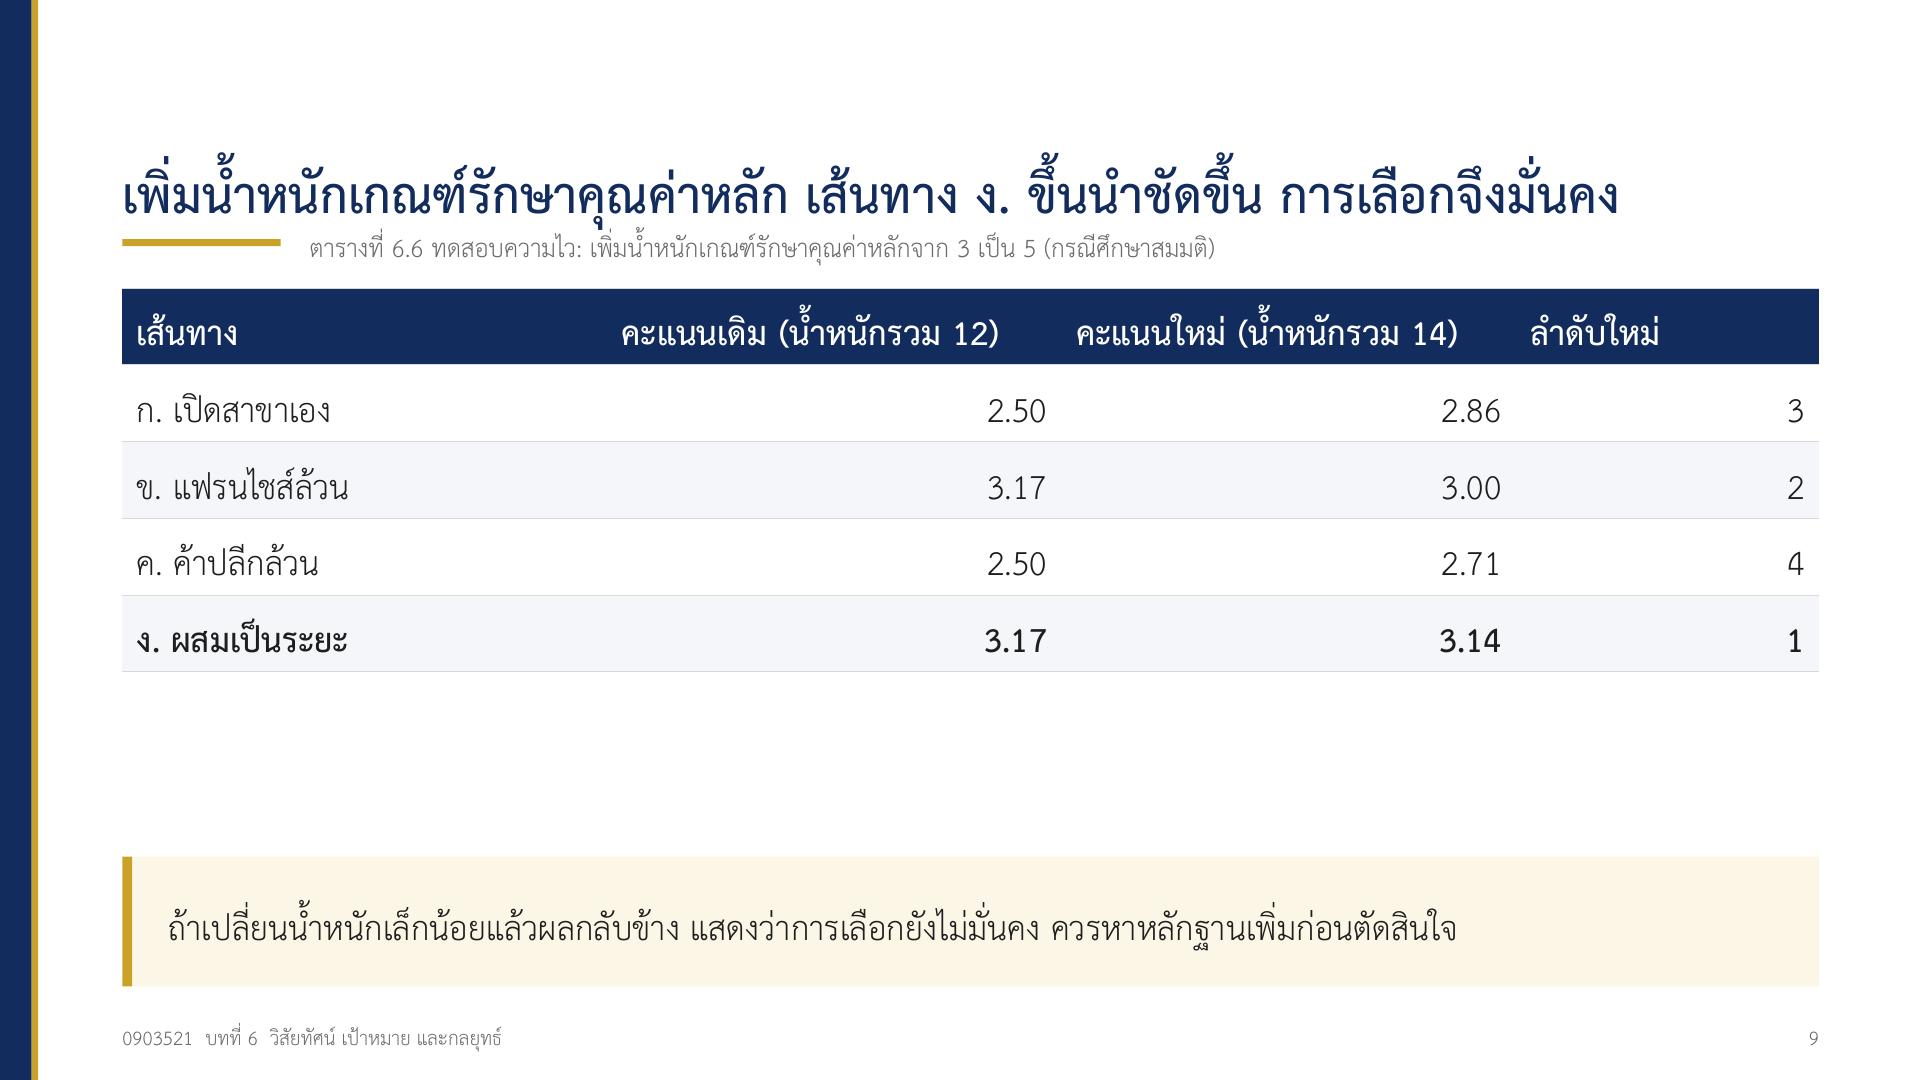 เพิ่มน้ำหนักเกณฑ์รักษาคุณค่าหลัก เส้นทาง ง. ขึ้นนำชัดขึ้น การเลือกจึงมั่นคง
ตารางที่ 6.6 ทดสอบความไว: เพิ่มน้ำหนักเกณฑ์รักษาคุณค่าหลักจาก 3 เป็น 5 (กรณีศึกษาสมมติ)
เส้นทาง คะแนนเดิม (น้ำหนักรวม 12) คะแนนใหม่ (น้ำหนักรวม 14) ลำดับใหม่
ก. เปิดสาขาเอง 2.50 2.86 3
ข. แฟรนไชส์ล้วน 3.17 3.00 2
ค. ค้าปลีกล้วน 2.50 2.71 4
ง. ผสมเป็นระยะ 3.17 3.14 1
ถ้าเปลี่ยนน้ำหนักเล็กน้อยแล้วผลกลับข้าง แสดงว่าการเลือกยังไม่มั่นคง ควรหาหลักฐานเพิ่มก่อนตัดสินใจ
0903521 บทที่ 6 วิสัยทัศน์ เป้าหมาย และกลยุทธ์ 9